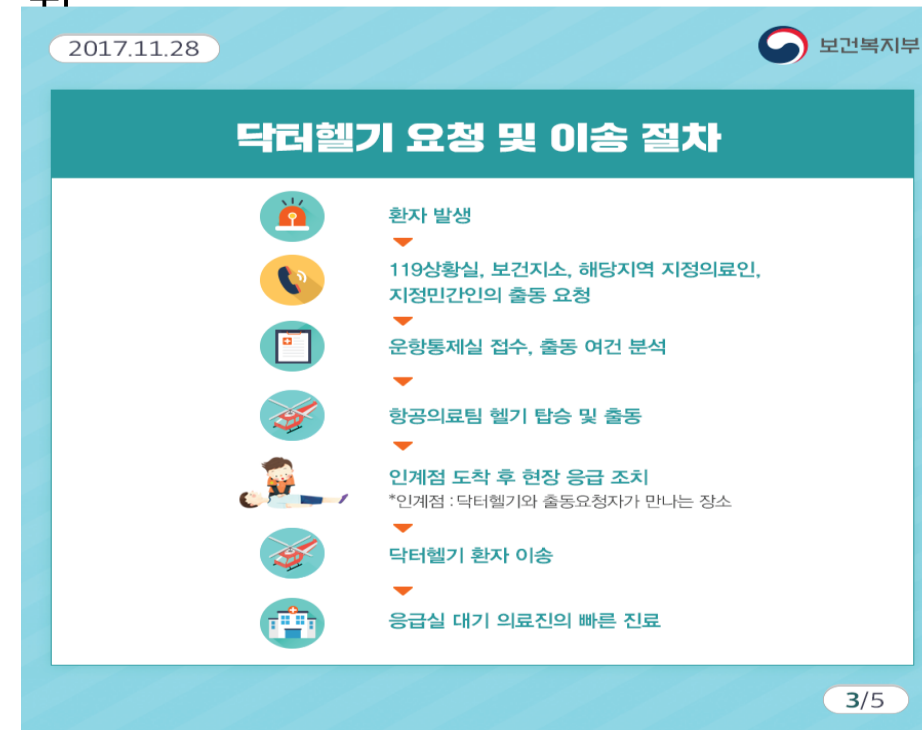 2017.11.28
보건복지부
닥터헬기 요청 및 이송 절차
환자 발생
119상황실, 보건지소, 해당지역 지정의료인,
지정민간인의 출동 요청
운항통제실 접수, 출동 여건 분석
항공의료팀 헬기 탑승 및 출동
인계점 도착 후 현장 응급 조치
*인계점 : 닥터헬기와 출동요청자가 만나는 장소
닥터헬기 환자 이송
응급실 대기 의료진의 빠른 진료
3/5